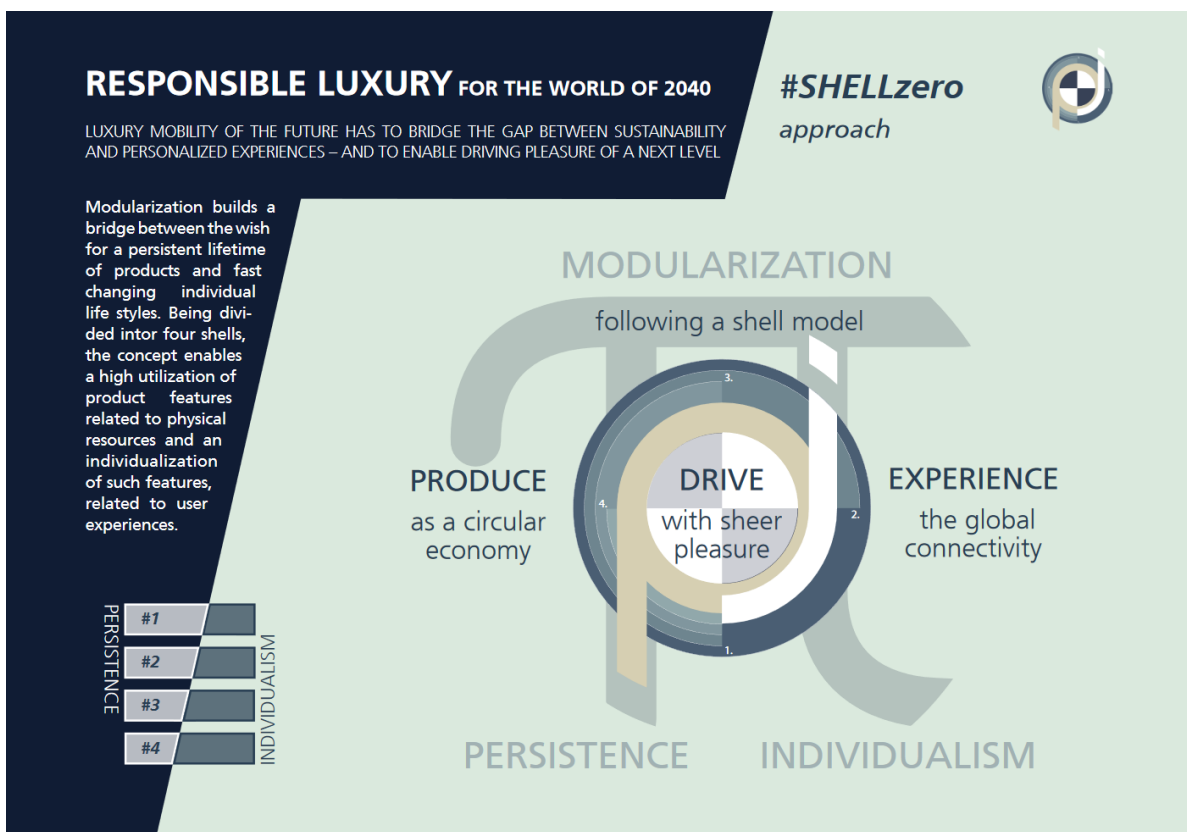 RESPONSIBLE LUXURY FOR THE WORLD OF 2040
LUXURY MOBILITY OF THE FUTURE HAS TO BRIDGE THE GAP BETWEEN SUSTAINABILITY
AND PERSONALIZED EXPERIENCES – AND TO ENABLE DRIVING PLEASURE OF A NEXT LEVEL
#SHELLzero
approach
Modularization builds a
bridge between the wish
for a persistent lifetime
of products and fast
changing individual
life styles. Being divi-
ded intor four shells,
the concept enables
a high utilization of
product features
related to physical
resources and an
individualization
of such features,
related to user
experiences.
PERSISTENCE
#1
#2
#3
#4
INDIVIDUALISM
MODULARIZATION
following a shell model
3.
PRODUCE
as a circular
economy
4.
DRIVE
with sheer
pleasure
2.
EXPERIENCE
the global
connectivity
1.
PERSISTENCE
INDIVIDUALISM